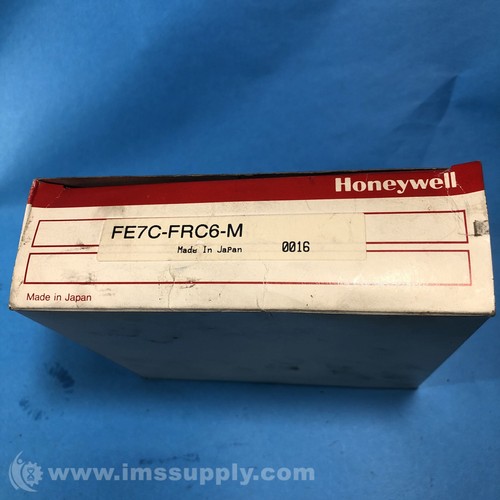 Honeywell
FE7C-FRC6-M
Made In Japan 0016
Made in Japan
www.imssupply.com